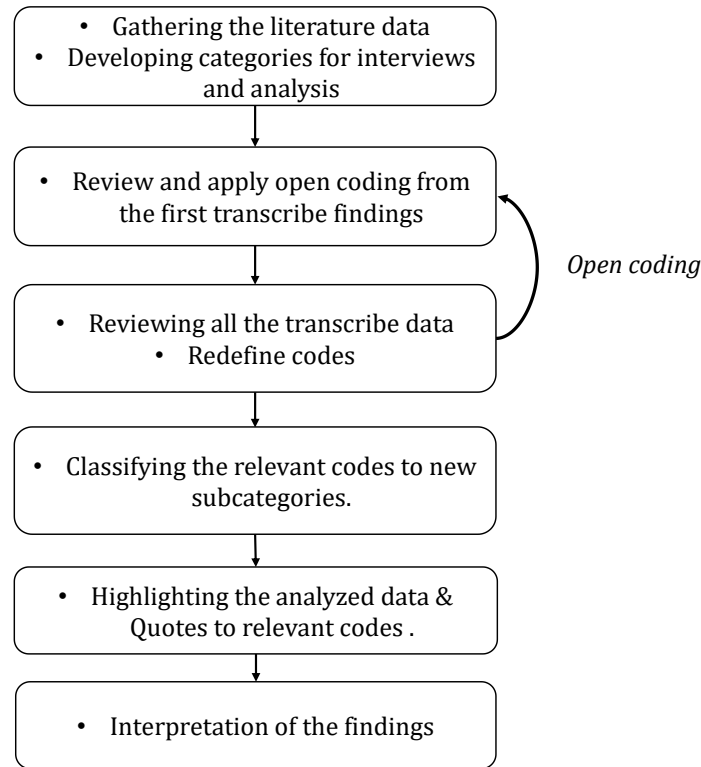 • Gathering the literature data
• Developing categories for interviews
and analysis
• Review and apply open coding from
the first transcribe findings
Open coding
• Reviewing all the transcribe data
• Redefine codes
• Classifying the relevant codes to new
subcategories.
• Highlighting the analyzed data &
Quotes to relevant codes .
• Interpretation of the findings